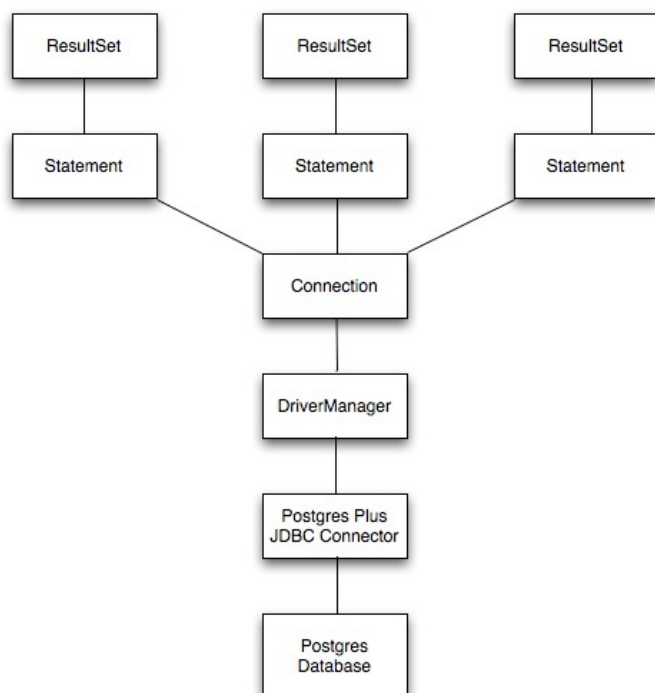 ResultSet
ResultSet
ResultSet
Statement
Statement
Statement
Connection
DriverManager
Postgres Plus
JDBC Connector
Postgres
Database